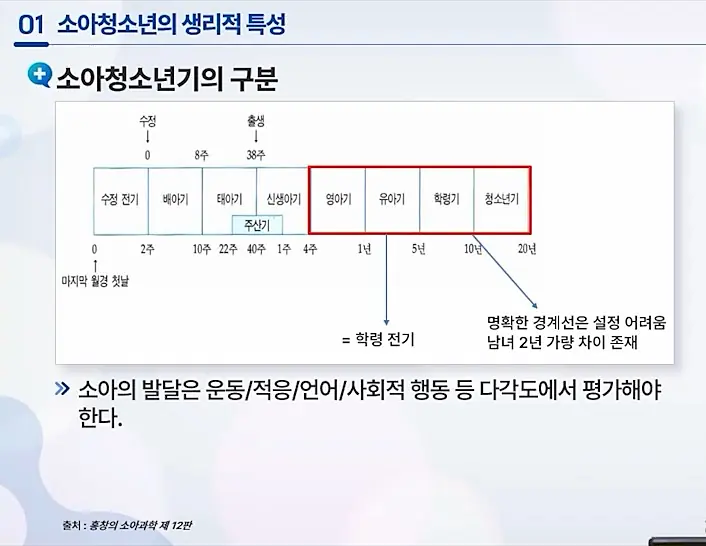 01 소아청소년의 생리적 특성
소아청소년기의 구분
수정 출생
0 8주 38주
수정 전기 배아기 태아기 신생아기 영아기 유아기 학령기 청소년기
주산기
0 2주 10주 22주 40주 1주 4주 1년 5년 10년 20년
마지막 월경 첫날
= 학령 전기
명확한 경계선은 설정 어려움
남녀 2년 가량 차이 존재
소아의 발달은 운동/적응/언어/사회적 행동 등 다각도에서 평가해야
한다.
출처 : 홍창의 소아과학 제 12판